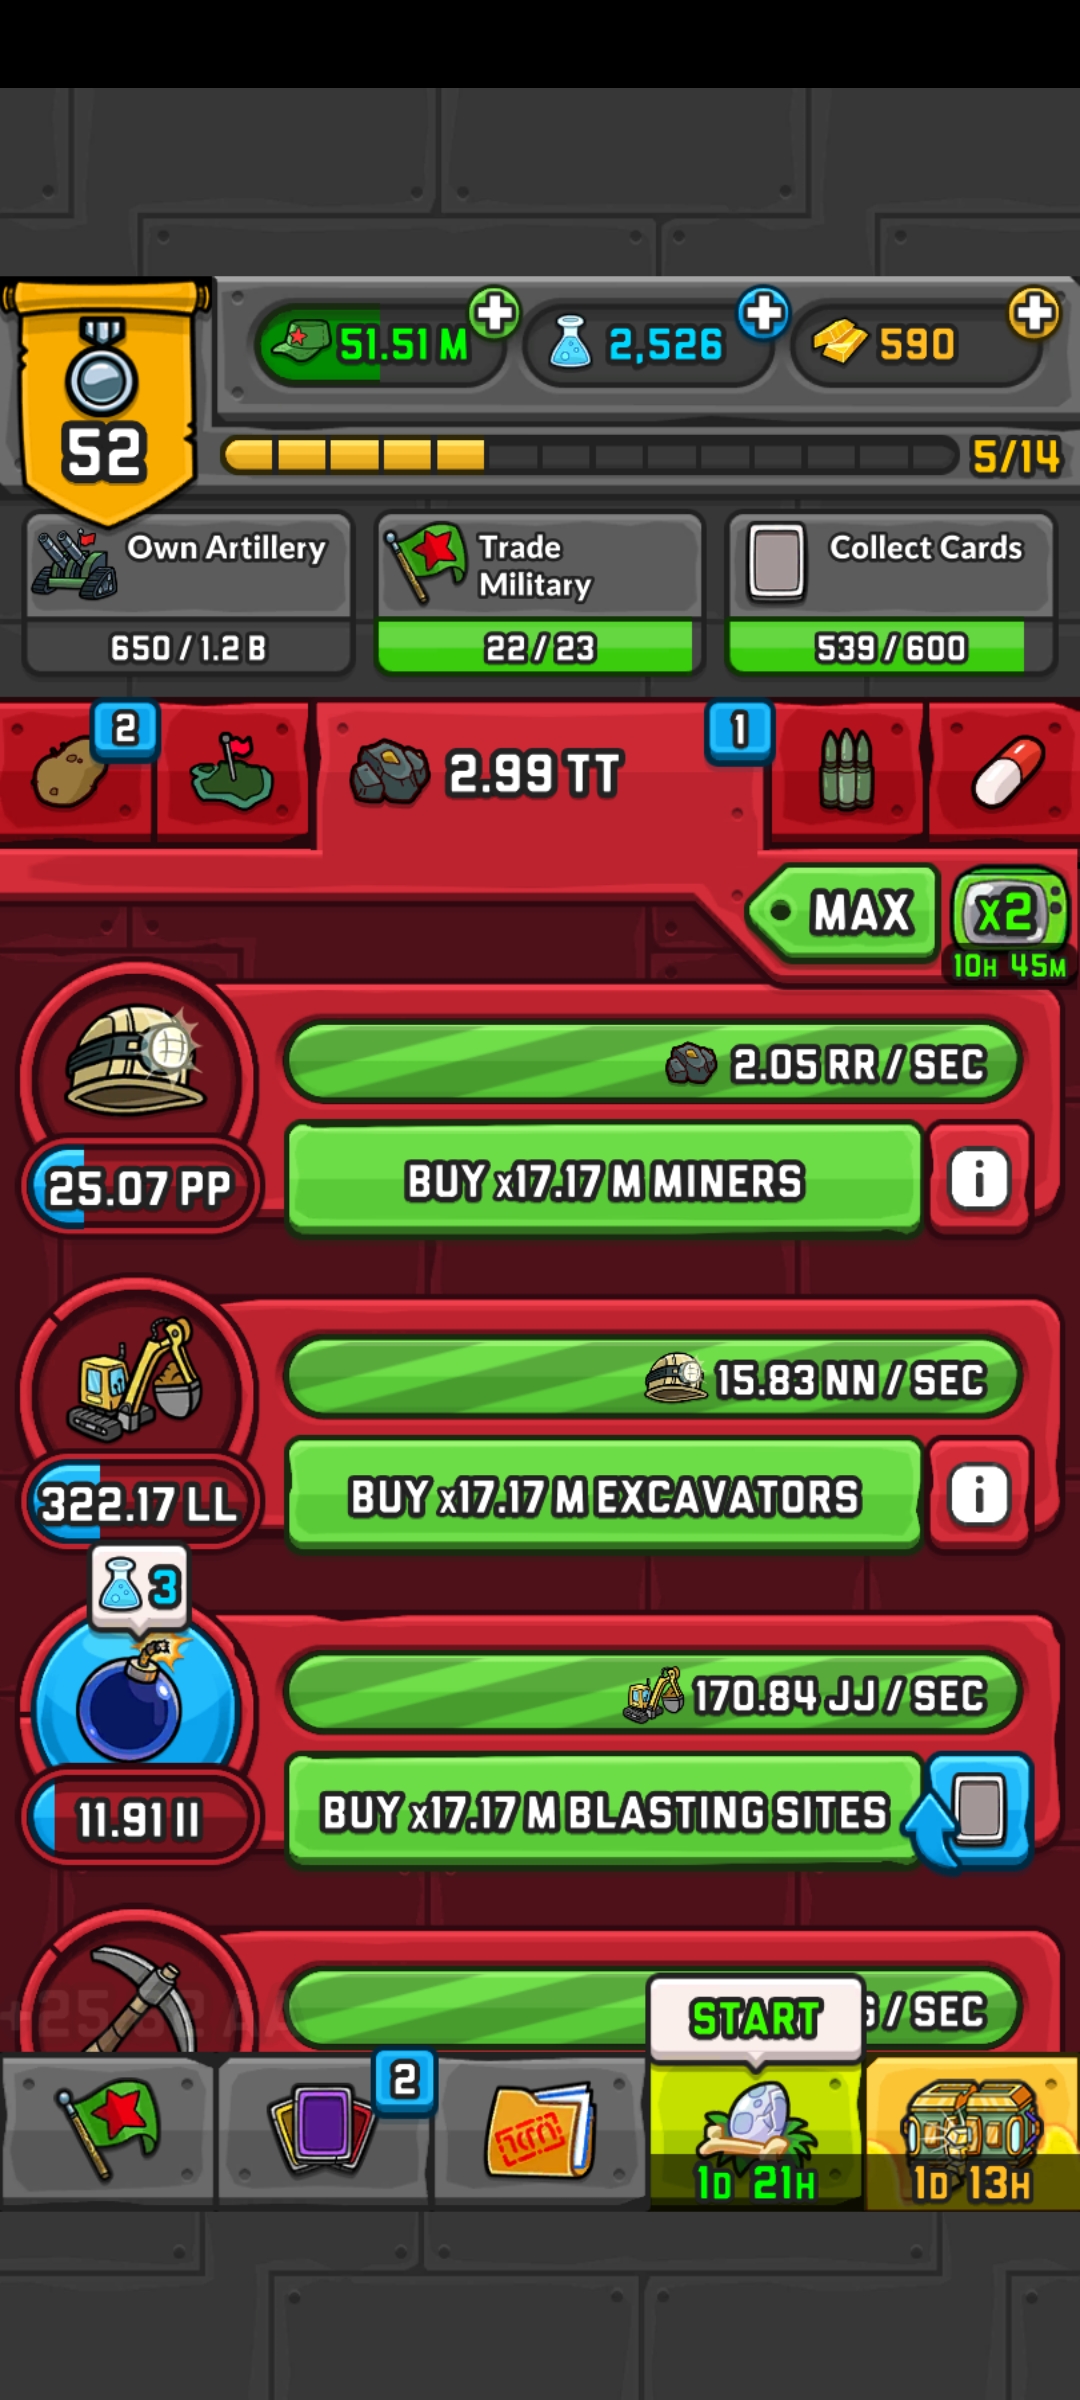 51.51 M
2,526
590
52
5/14
Own Artillery
Trade
Military
Collect Cards
650 / 1.2 B
22 / 23
539 / 600
2
2.99 TT
1
MAX
x2
10H 45M
2.05 RR / SEC
25.07 PP
BUY x17.17 M MINERS
i
15.83 NN / SEC
322.17 LL
BUY x17.17 M EXCAVATORS
i
3
170.84 JJ / SEC
11.91 II
BUY x17.17 M BLASTING SITES
/ SEC
START
2
1D 21H
1D 13H